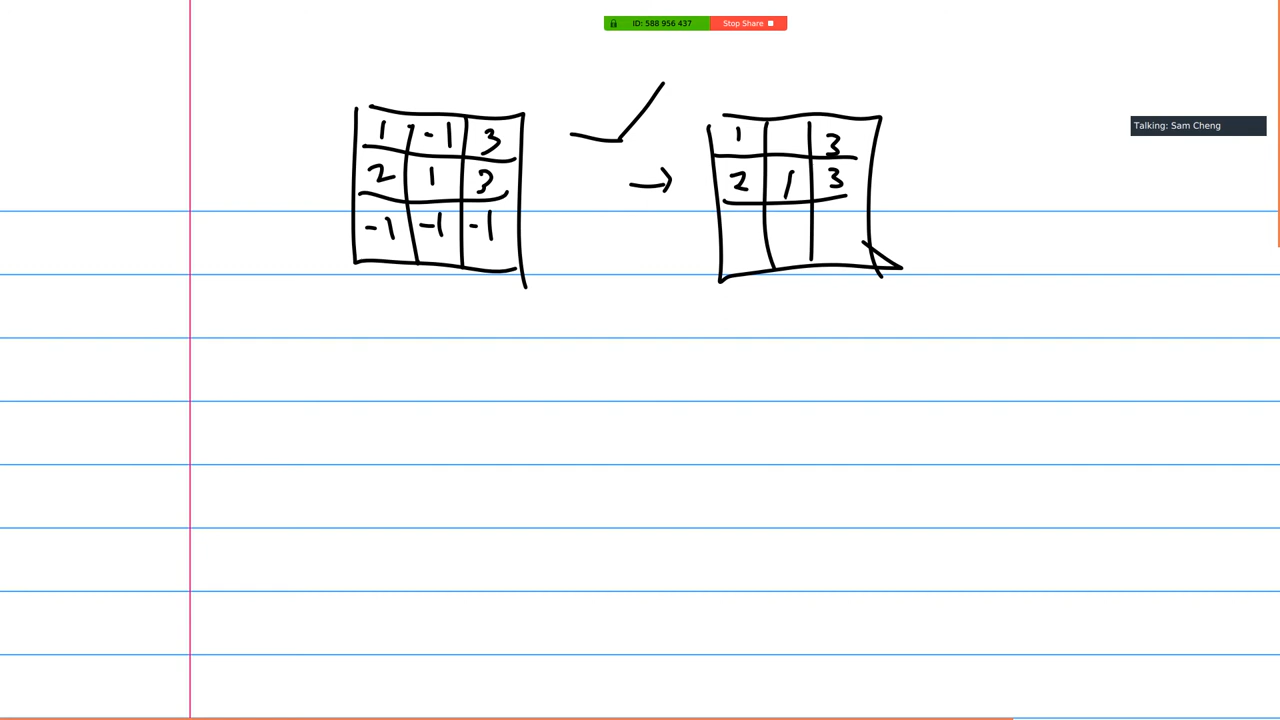 ID: 588 956 437 Stop Share
Talking: Sam Cheng
1 -1 3 1 3
2 1 3 → 2 1 3
-1 -1 -1